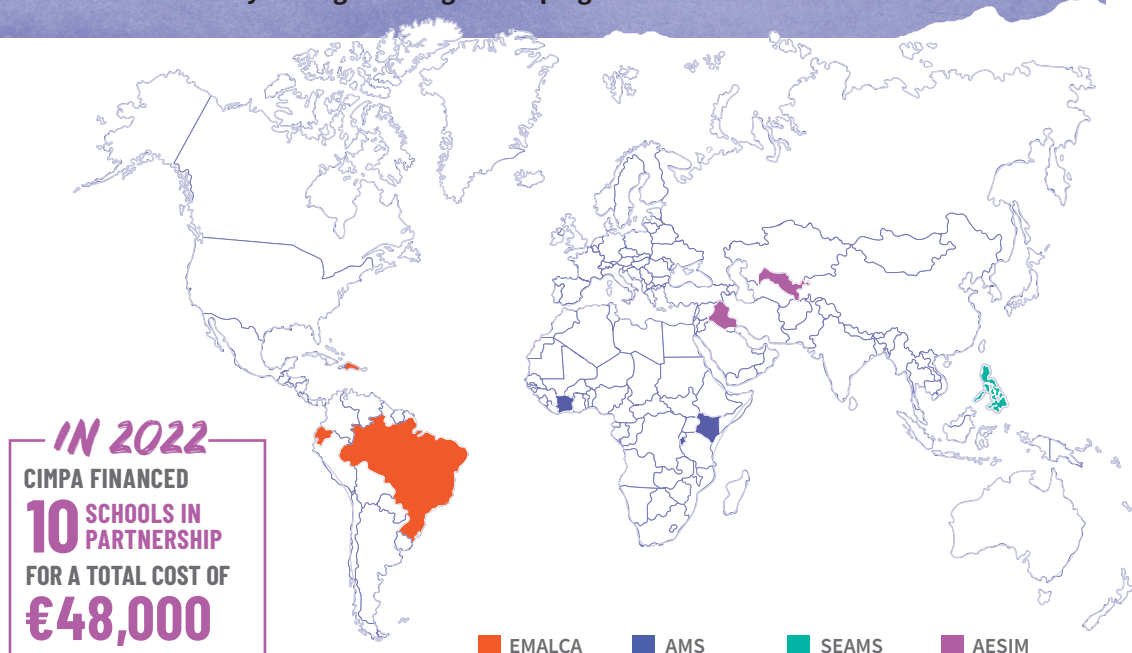 IN 2022
CIMPA FINANCED
10 SCHOOLS IN
PARTNERSHIP
FOR A TOTAL COST OF
€48,000
EMALCA
AMS
SEAMS
AESIM